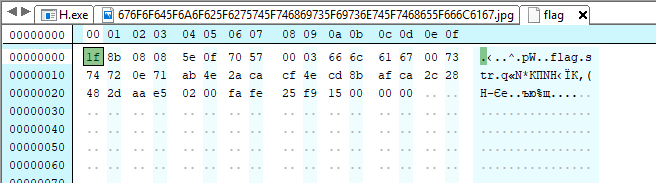 H.exe 676F6F645F6A6F625F6275745F746869735F69736E745F7468655F666C6167.jpg flag
00000000 00 01 02 03 04 05 06 07 08 09 0a 0b 0c 0d 0e 0f
00000000 1f 8b 08 08 5e 0f 70 57 00 03 66 6c 61 67 00 73 .‹..^.pW..flag.s
00000010 74 72 0e 71 ab 4e 2a ca cf 4e cd 8b af ca 2c 28 tr.q«N*КПNН‹ЇК,(
00000020 48 2d aa e5 02 00 fa fe 25 f9 15 00 00 00 .. .. H-Єе..ъю%щ......
00000030 .. .. .. .. .. .. .. .. .. .. .. .. .. .. .. .. ................
00000040 .. .. .. .. .. .. .. .. .. .. .. .. .. .. .. .. ................
00000050 .. .. .. .. .. .. .. .. .. .. .. .. .. .. .. .. ................
00000060 .. .. .. .. .. .. .. .. .. .. .. .. .. .. .. .. ................
00000070